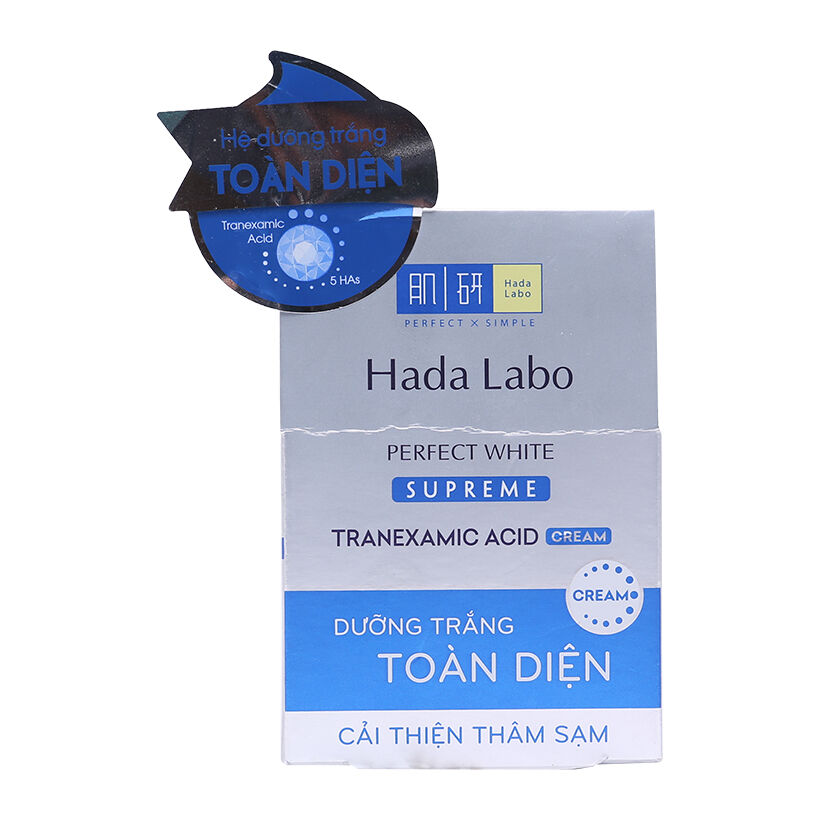 Hệ dưỡng trắng
TOÀN DIỆN
Tranexamic
Acid
5 HAs
肌研
Hada
Labo
PERFECT X SIMPLE
Hada Labo
PERFECT WHITE
SUPREME
TRANEXAMIC ACID CREAM
CREAM
DƯỠNG TRẮNG
TOÀN DIỆN
CẢI THIỆN THÂM SẠM